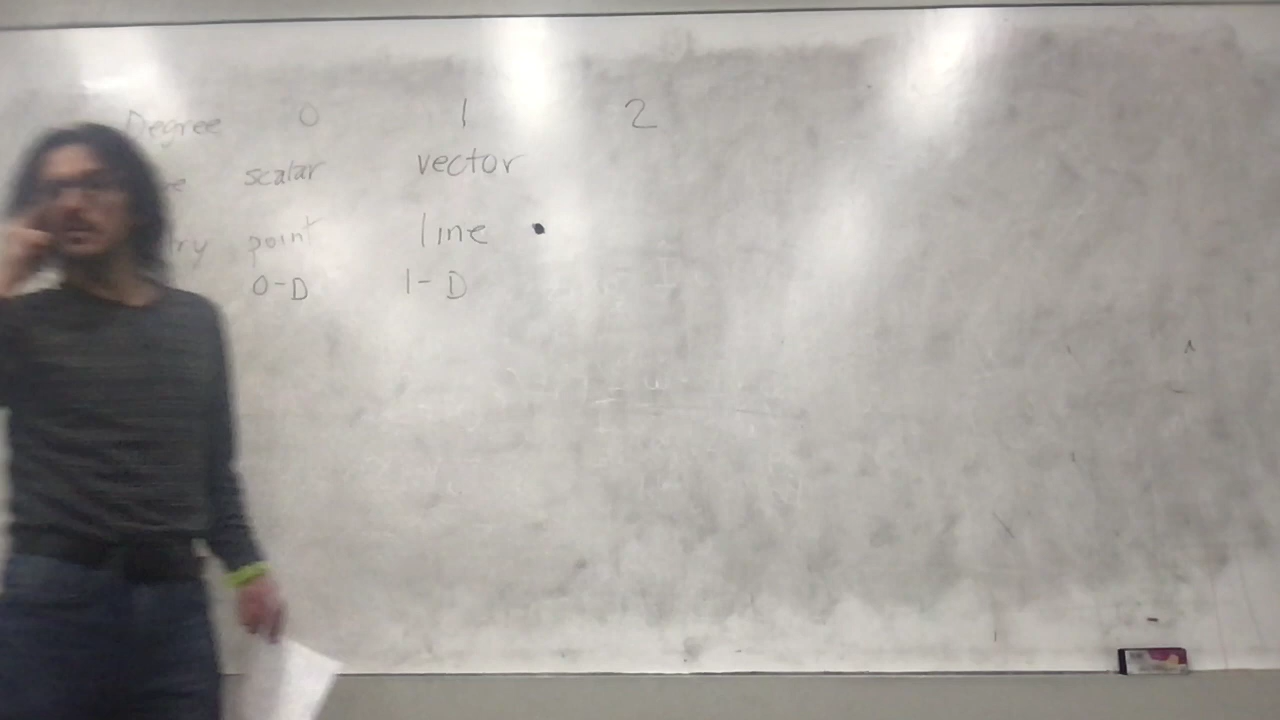 Degree 0 1 2
scalar vector
point line
0-D 1-D